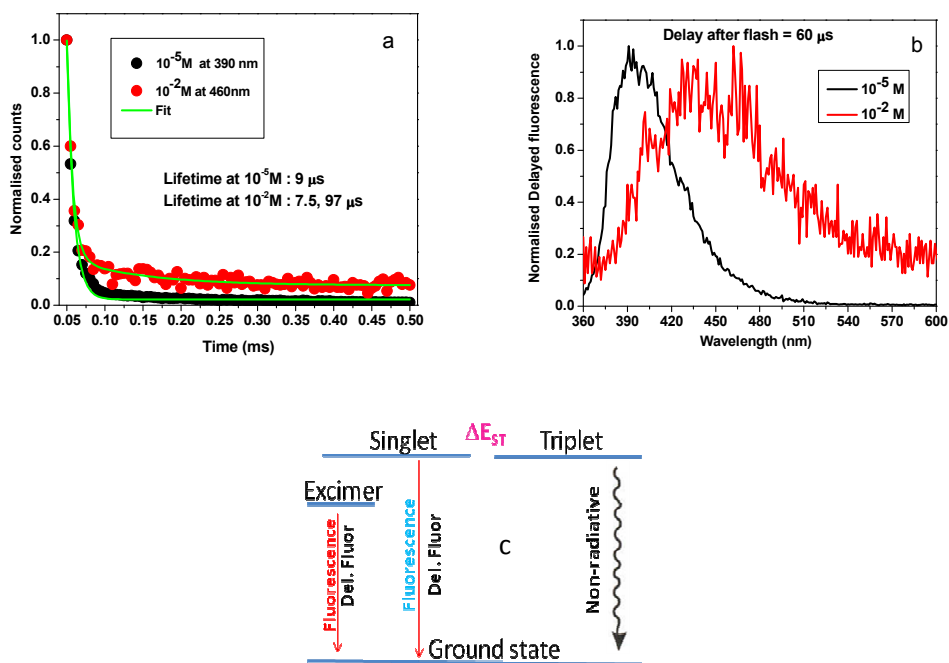 a
1.0
0.8
0.6
0.4
0.2
0.0
Normalised counts
10⁻⁵M at 390 nm
10⁻²M at 460nm
Fit
Lifetime at 10⁻⁵M : 9 µs
Lifetime at 10⁻²M : 7.5, 97 µs
0.05 0.10 0.15 0.20 0.25 0.30 0.35 0.40 0.45 0.50
Time (ms)
b
Delay after flash = 60 µs
1.0
0.8
0.6
0.4
0.2
0.0
Normalised Delayed fluorescence
10⁻⁵ M
10⁻² M
360 390 420 450 480 510 540 570 600
Wavelength (nm)
Singlet ΔE_ST Triplet
Excimer
Fluorescence
Del. Fluor
Fluorescence
Del. Fluor
c
Non-radiative
Ground state